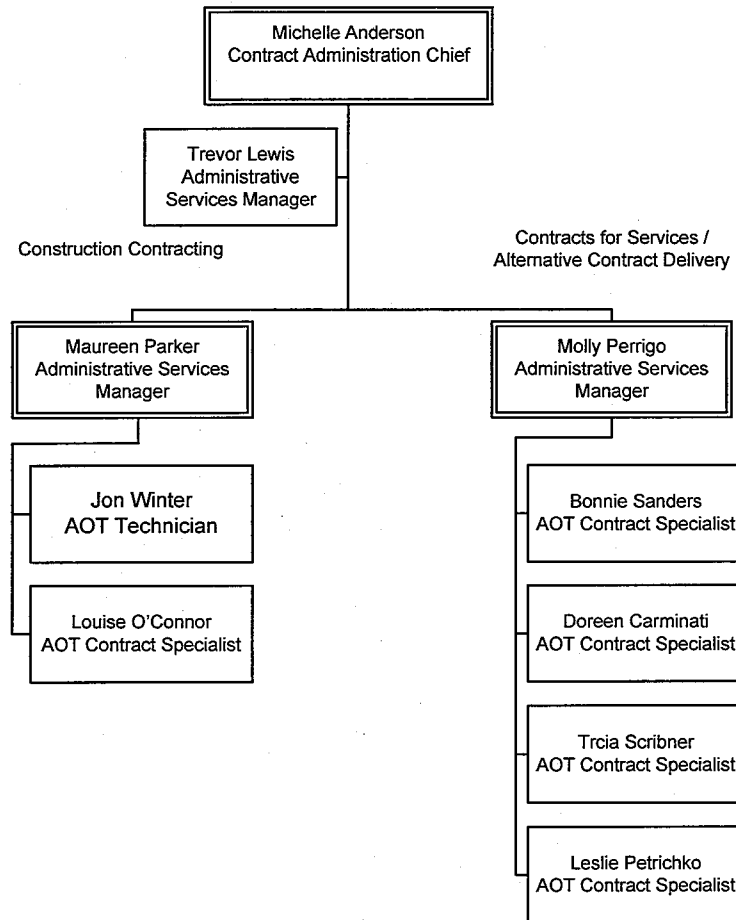 Michelle Anderson
Contract Administration Chief
Trevor Lewis
Administrative
Services Manager
Construction Contracting
Contracts for Services /
Alternative Contract Delivery
Maureen Parker
Administrative Services
Manager
Molly Perrigo
Administrative Services
Manager
Jon Winter
AOT Technician
Louise O'Connor
AOT Contract Specialist
Bonnie Sanders
AOT Contract Specialist
Doreen Carminati
AOT Contract Specialist
Trcia Scribner
AOT Contract Specialist
Leslie Petrichko
AOT Contract Specialist